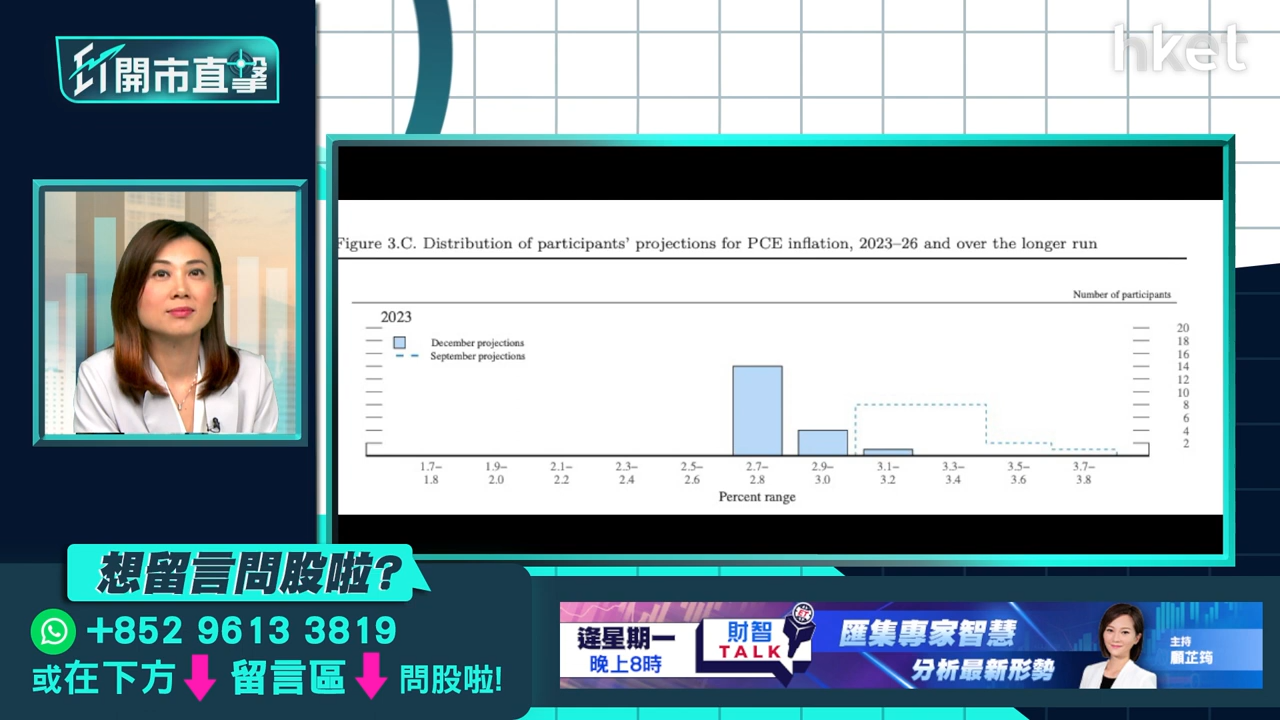 ET開市直擊
hket
Figure 3.C. Distribution of participants’ projections for PCE inflation, 2023–26 and over the longer run
Number of participants
2023
December projections
September projections
20
18
16
14
12
10
8
6
4
2
1.7–
1.8
1.9–
2.0
2.1–
2.2
2.3–
2.4
2.5–
2.6
2.7–
2.8
2.9–
3.0
3.1–
3.2
3.3–
3.4
3.5–
3.6
3.7–
3.8
Percent range
想留言問股啦?
+852 9613 3819
或在下方 留言區 問股啦!
逢星期一
晚上8時
財智
TALK
匯集專家智慧
分析最新形勢
主持
顧芷筠